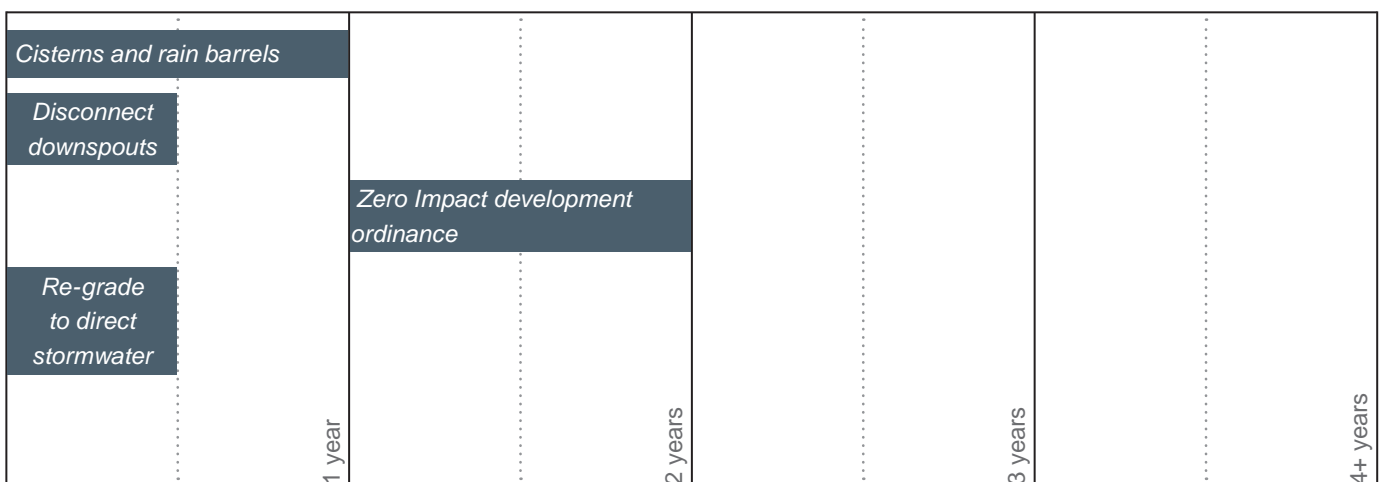 Cisterns and rain barrels
Disconnect
downspouts
Zero Impact development
ordinance
Re-grade
to direct
stormwater
1 year
2 years
3 years
4+ years